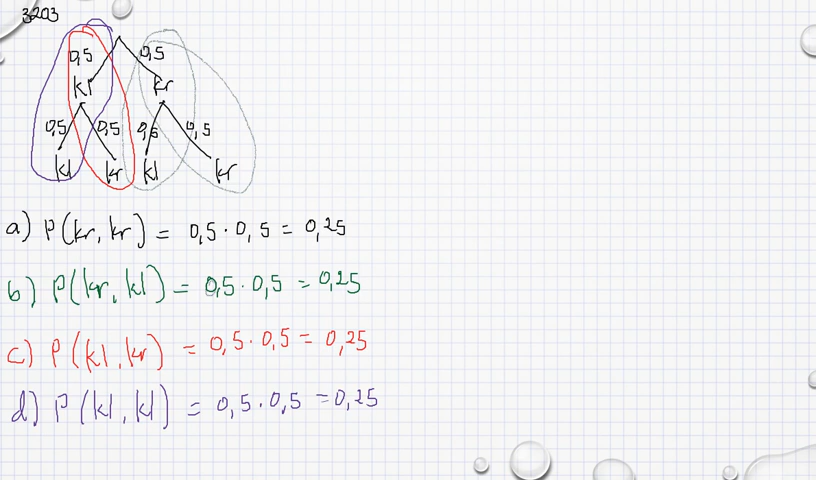 3203
0,5 0,5
kl kr
0,5 0,5 0,5 0,5
kl kr kl kr
a) P(kr, kr) = 0,5 · 0,5 = 0,25
b) P(kr, kl) = 0,5 · 0,5 = 0,25
c) P(kl, kr) = 0,5 · 0,5 = 0,25
d) P(kl, kl) = 0,5 · 0,5 = 0,25